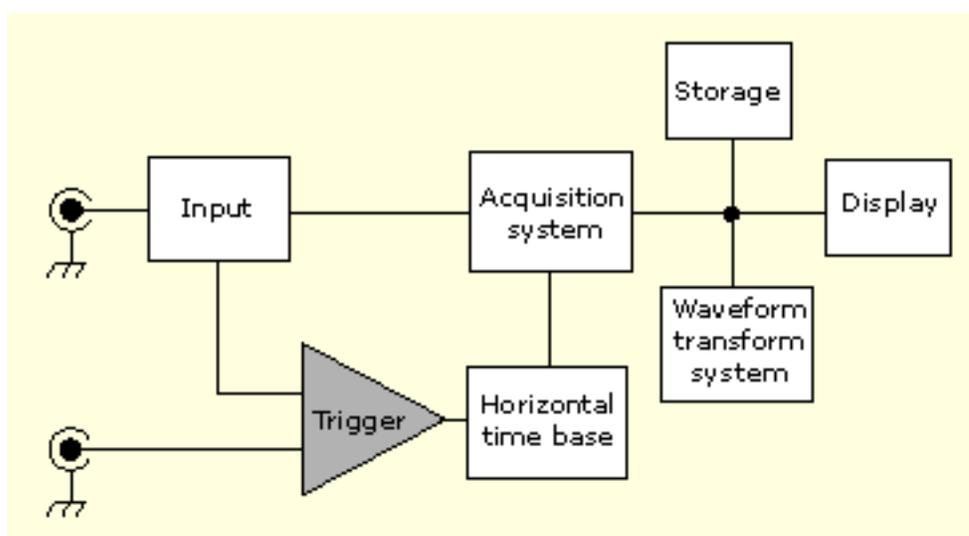 Storage
Input
Acquisition
system
Display
Waveform
transform
system
Trigger
Horizontal
time base